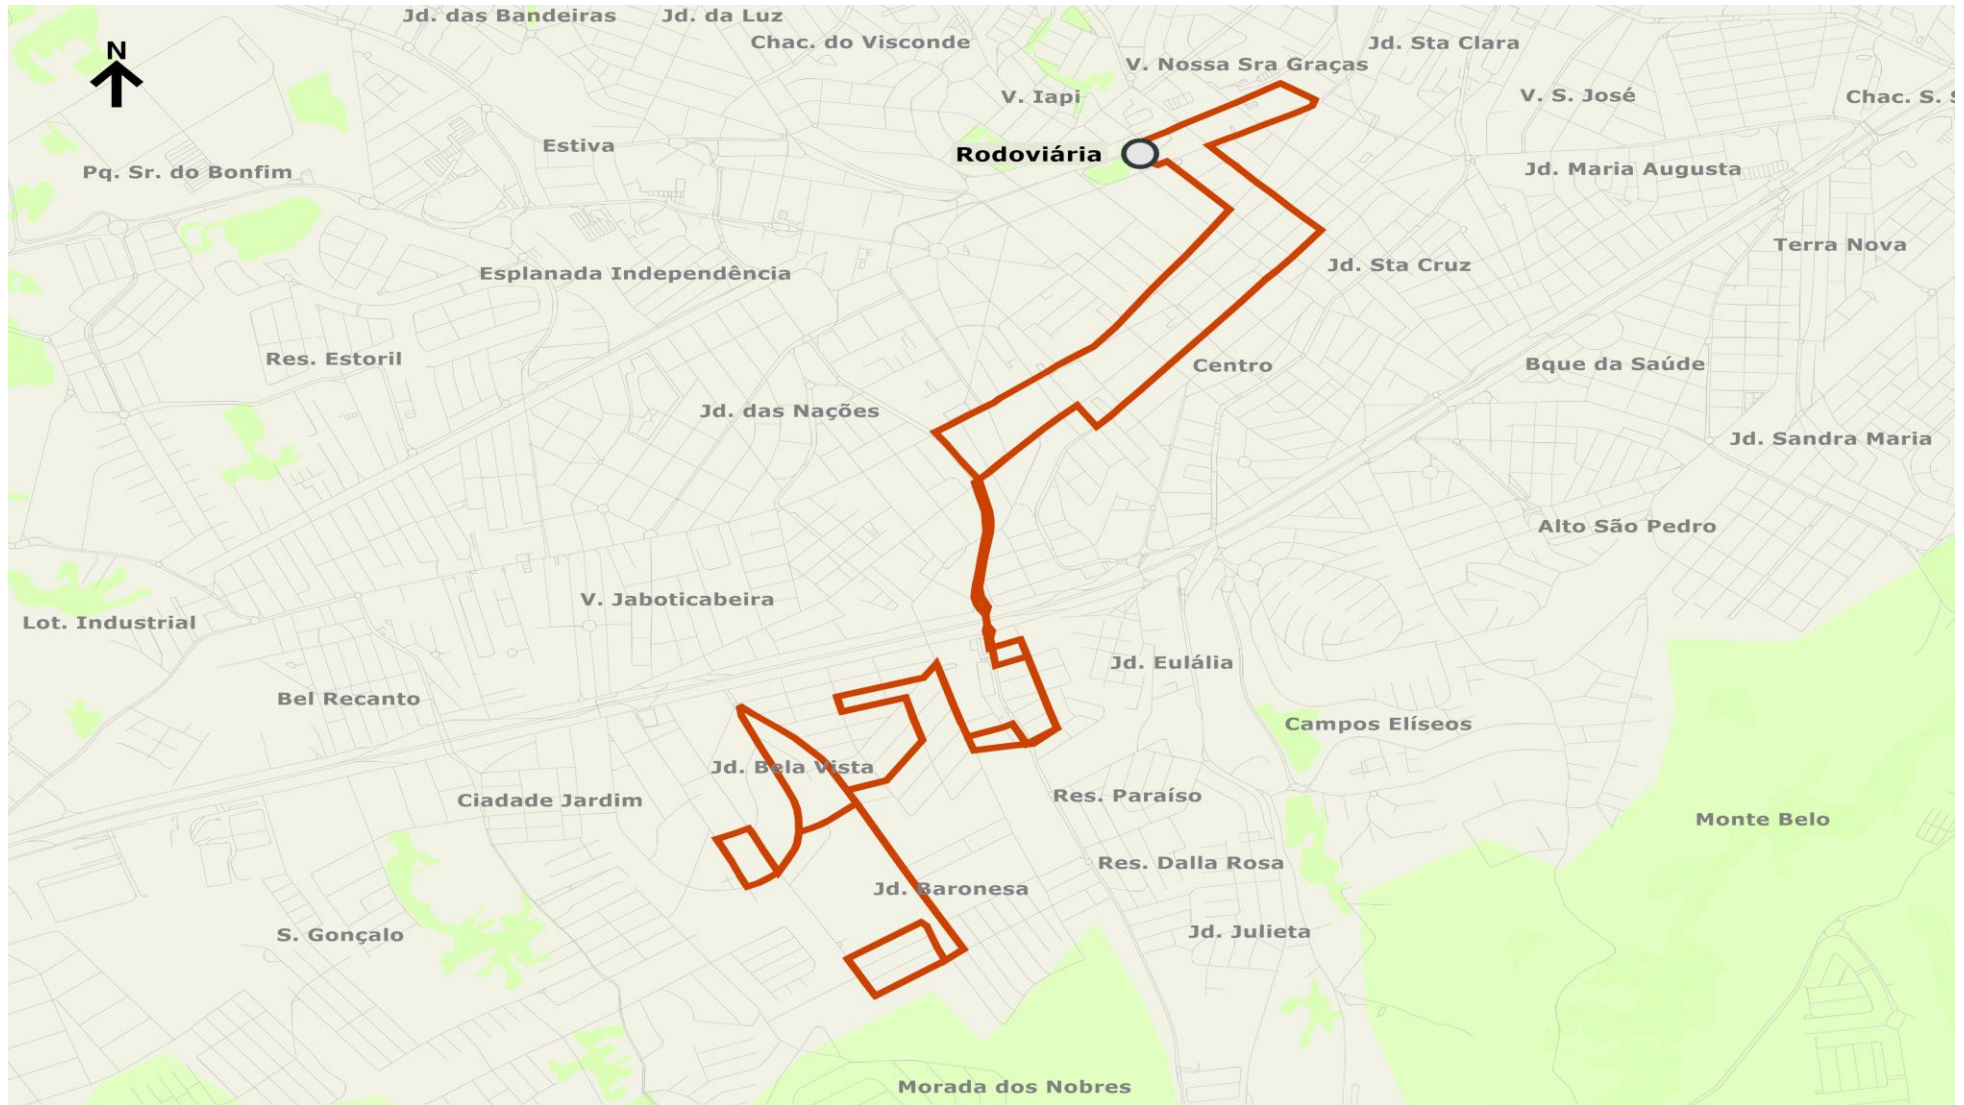 Jd. das Bandeiras
Jd. da Luz
Chac. do Visconde
Jd. Sta Clara
N
V. Nossa Sra Graças
V. Iapi
V. S. José
Chac. S.
Estiva
Rodoviária
Pq. Sr. do Bonfim
Jd. Maria Augusta
Terra Nova
Esplanada Independência
Jd. Sta Cruz
Res. Estoril
Centro
Bque da Saúde
Jd. das Nações
Jd. Sandra Maria
Alto São Pedro
V. Jaboticabeira
Lot. Industrial
Jd. Eulália
Bel Recanto
Campos Elíseos
Jd. Bela Vista
Ciadade Jardim
Res. Paraíso
Monte Belo
Res. Dalla Rosa
Jd. Baronesa
S. Gonçalo
Jd. Julieta
Morada dos Nobres